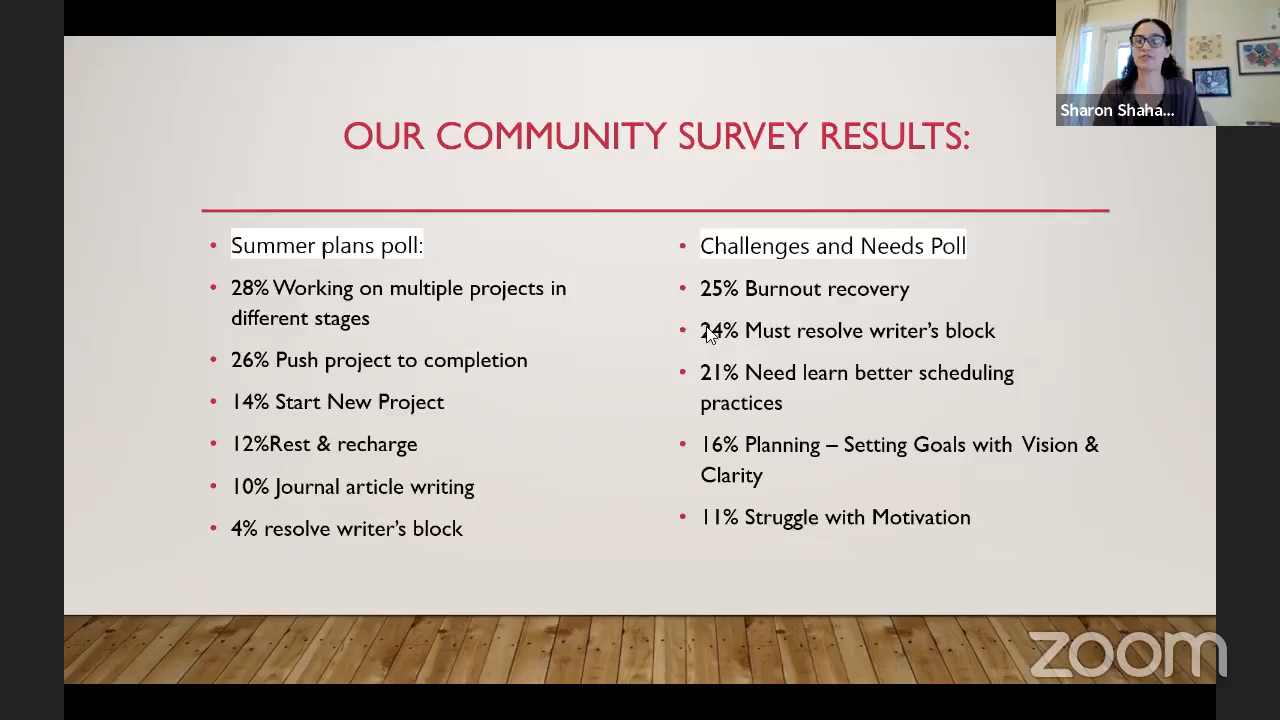 Sharon Shaha...
OUR COMMUNITY SURVEY RESULTS:
• Summer plans poll:
• 28% Working on multiple projects in
different stages
• 26% Push project to completion
• 14% Start New Project
• 12%Rest & recharge
• 10% Journal article writing
• 4% resolve writer's block
• Challenges and Needs Poll
• 25% Burnout recovery
• 24% Must resolve writer's block
• 21% Need learn better scheduling
practices
• 16% Planning – Setting Goals with Vision &
Clarity
• 11% Struggle with Motivation
zoom